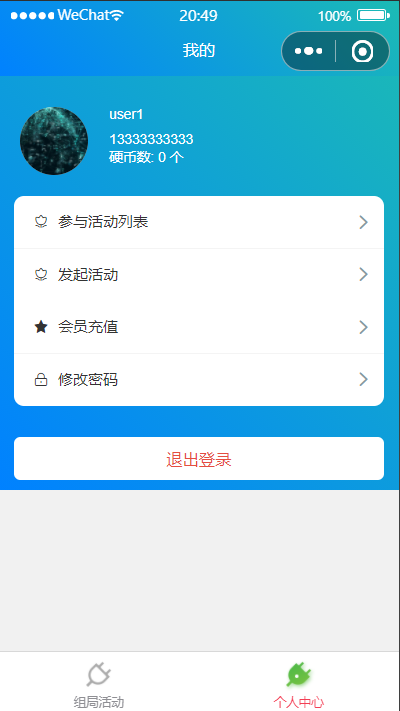 WeChat 20:49 100%
我的
user1
13333333333
硬币数: 0 个
参与活动列表
发起活动
会员充值
修改密码
退出登录
组局活动 个人中心